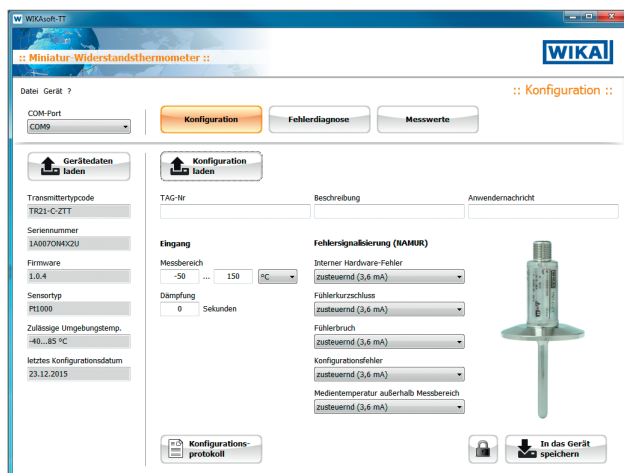 WIKAsoft-TT
:: Miniatur-Widerstandsthermometer ::
WIKA
Datei Gerät ?
:: Konfiguration ::
COM-Port
COM9
Konfiguration
Fehlerdiagnose
Messwerte
Gerätedaten
laden
Konfiguration
laden
Transmittertypcode
TR21-C-ZTT
Seriennummer
1A007ON4X2U
Firmware
1.0.4
Sensortyp
Pt1000
Zulässige Umgebungstemp.
-40...85 °C
letztes Konfigurationsdatum
23.12.2015
TAG-Nr
Beschreibung
Anwendernachricht
Eingang
Messbereich
-50 ... 150 °C
Dämpfung
0 Sekunden
Fehlersignalisierung (NAMUR)
Interner Hardware-Fehler
zusteuernd (3,6 mA)
Fühlerkurzschluss
zusteuernd (3,6 mA)
Fühlerbruch
zusteuernd (3,6 mA)
Konfigurationsfehler
zusteuernd (3,6 mA)
Medientemperatur außerhalb Messbereich
zusteuernd (3,6 mA)
Konfigurations-
protokoll
In das Gerät
speichern